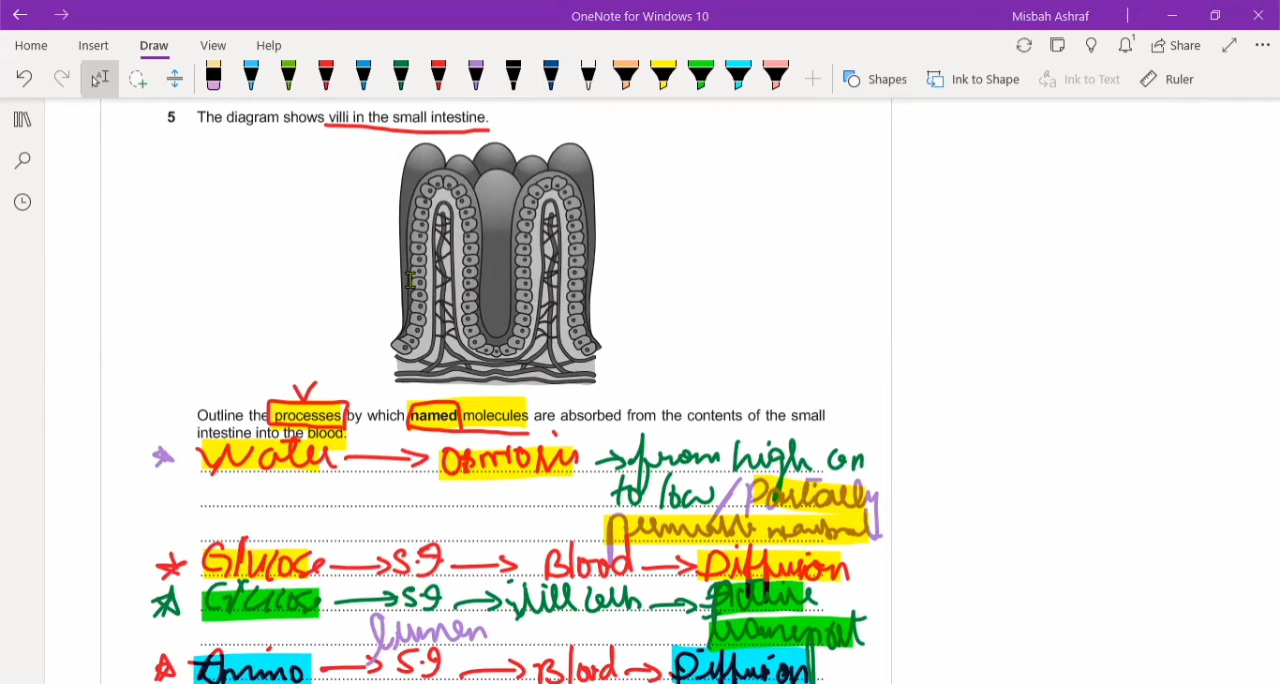 OneNote for Windows 10
Misbah Ashraf
Home Insert Draw View Help
Share
Shapes Ink to Shape Ink to Text Ruler
5 The diagram shows villi in the small intestine.
Outline the processes by which named molecules are absorbed from the contents of the small
intestine into the blood.
Water → osmosis → from high con
to low / Partially
Glucose → S.I → Blood → Diffusion
Glucose → S.I → villi cells → Active
lumen transport
Amino → S.I → Blood → Diffusion